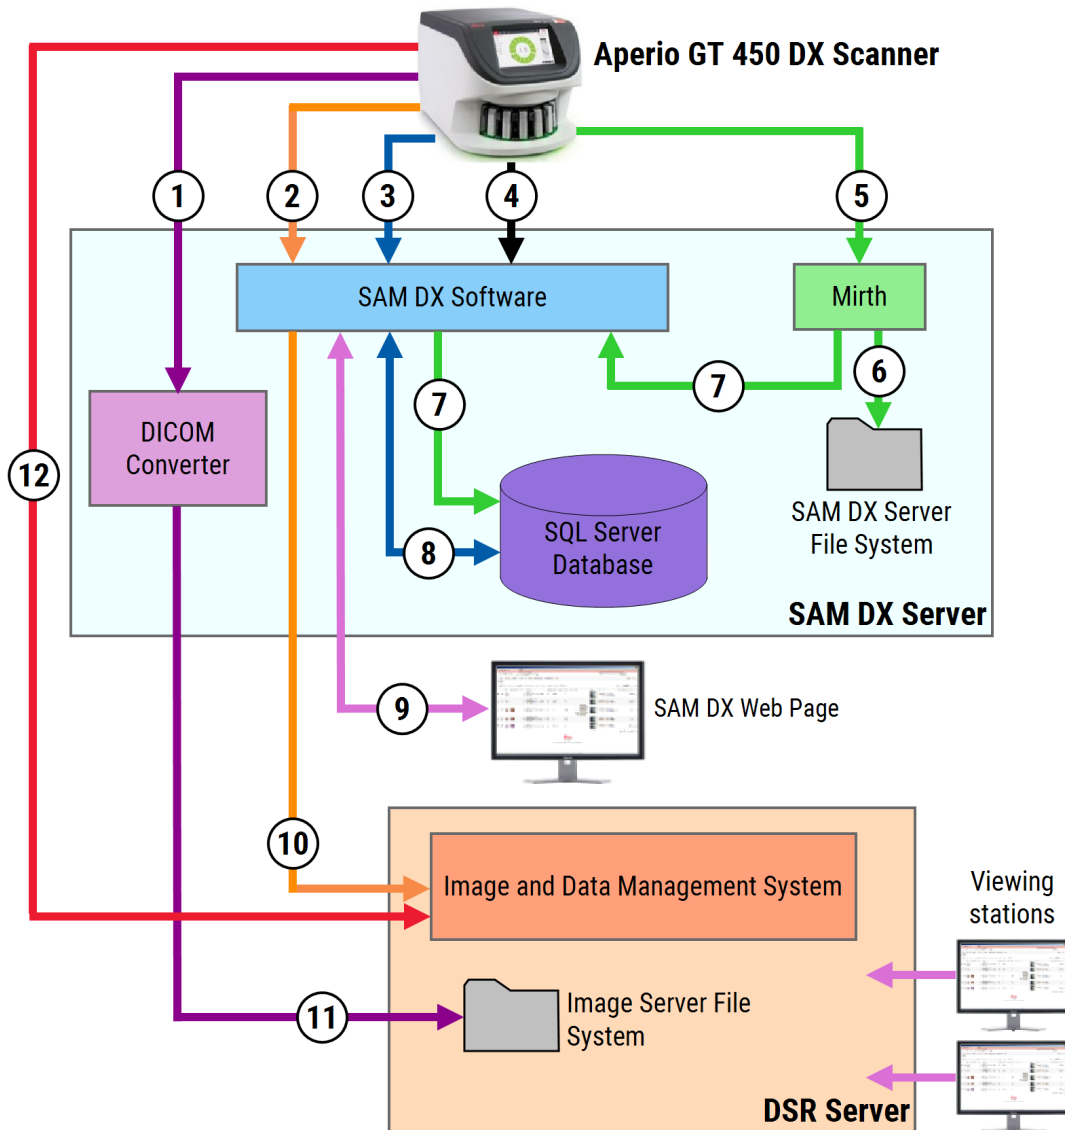 Aperio GT 450 DX Scanner
1
2
3
4
5
SAM DX Software
Mirth
7
7
6
DICOM
Converter
12
SAM DX Server
File System
SQL Server
Database
8
SAM DX Server
9
SAM DX Web Page
10
Image and Data Management System
Viewing
stations
11
Image Server File
System
DSR Server